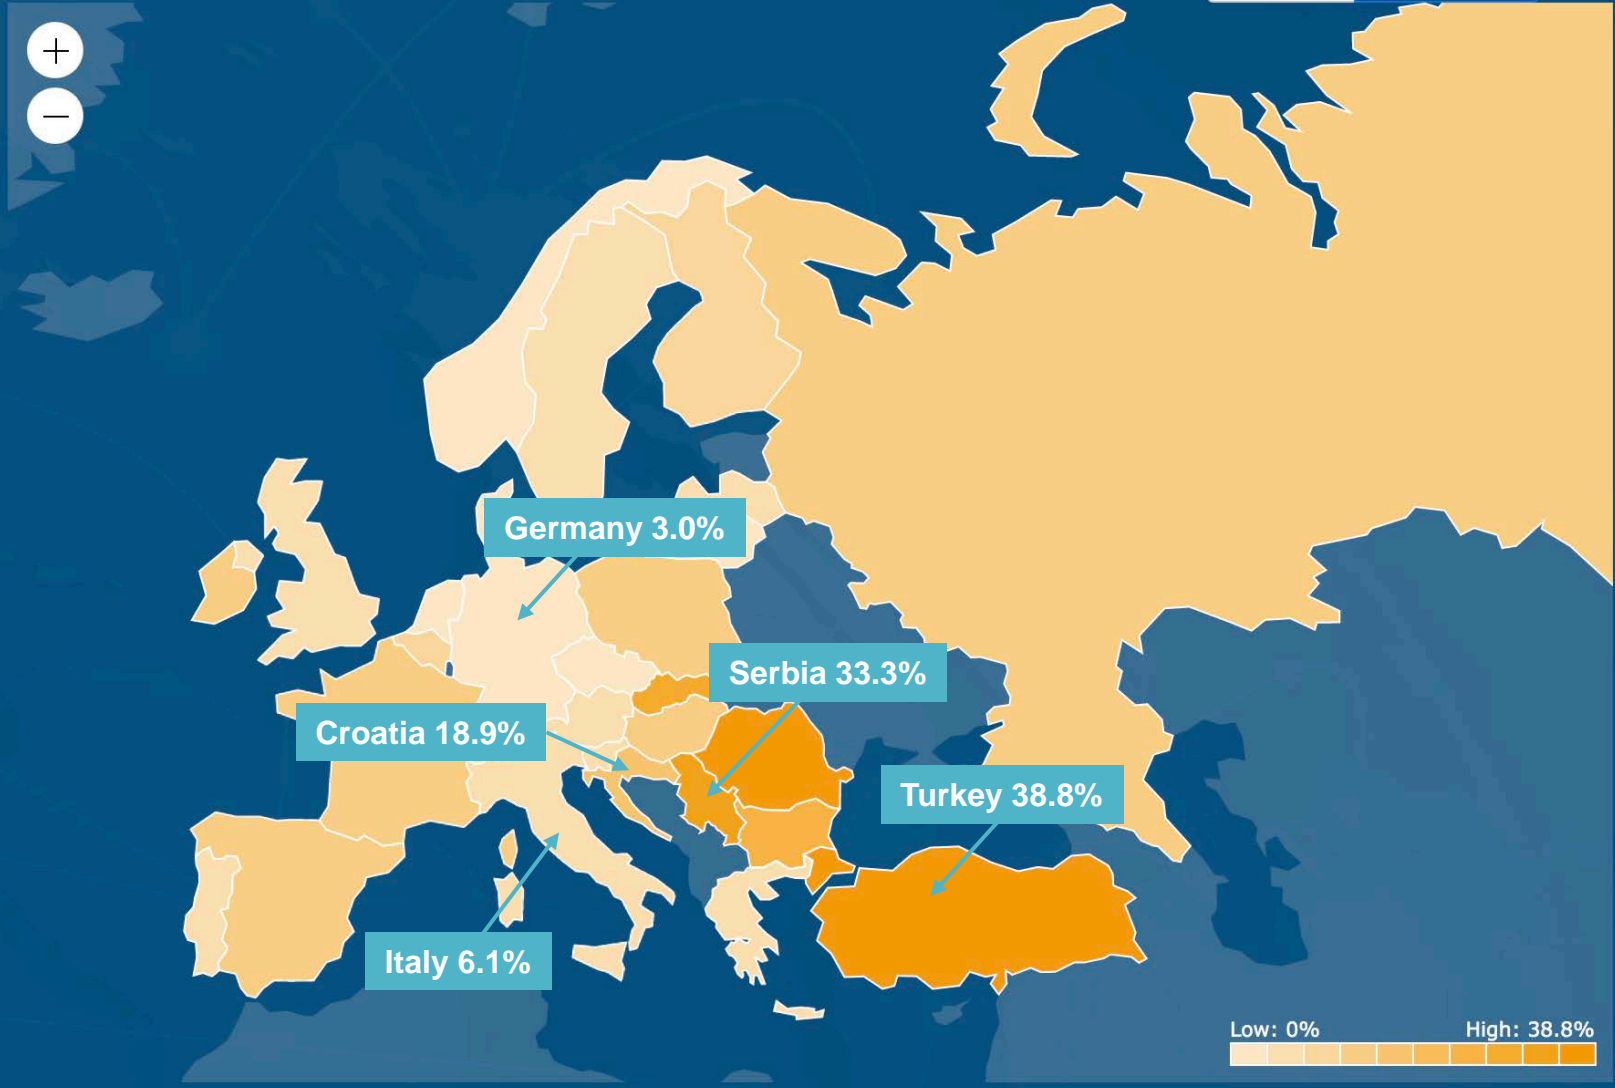 Germany 3.0%
Serbia 33.3%
Croatia 18.9%
Turkey 38.8%
Italy 6.1%
Low: 0% High: 38.8%